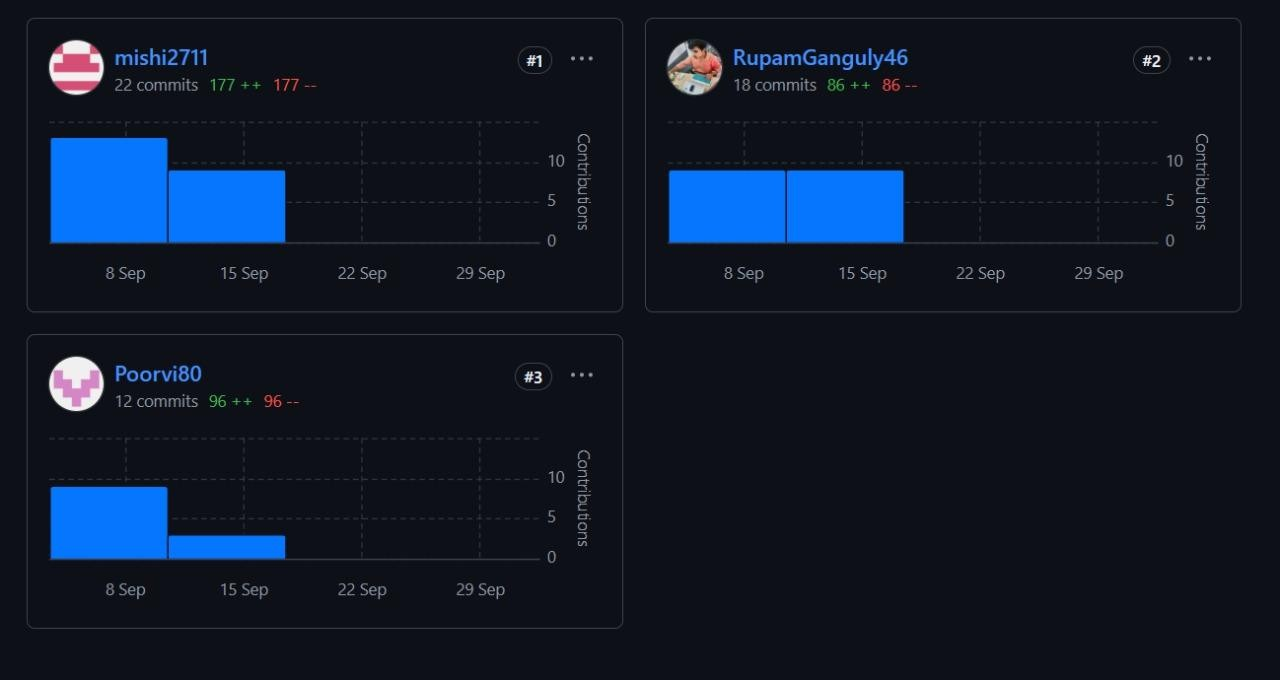 mishi2711 #1 ...
22 commits 177 ++ 177 --
10
5
0
Contributions
8 Sep 15 Sep 22 Sep 29 Sep
RupamGanguly46 #2 ...
18 commits 86 ++ 86 --
10
5
0
Contributions
8 Sep 15 Sep 22 Sep 29 Sep
Poorvi80 #3 ...
12 commits 96 ++ 96 --
10
5
0
Contributions
8 Sep 15 Sep 22 Sep 29 Sep